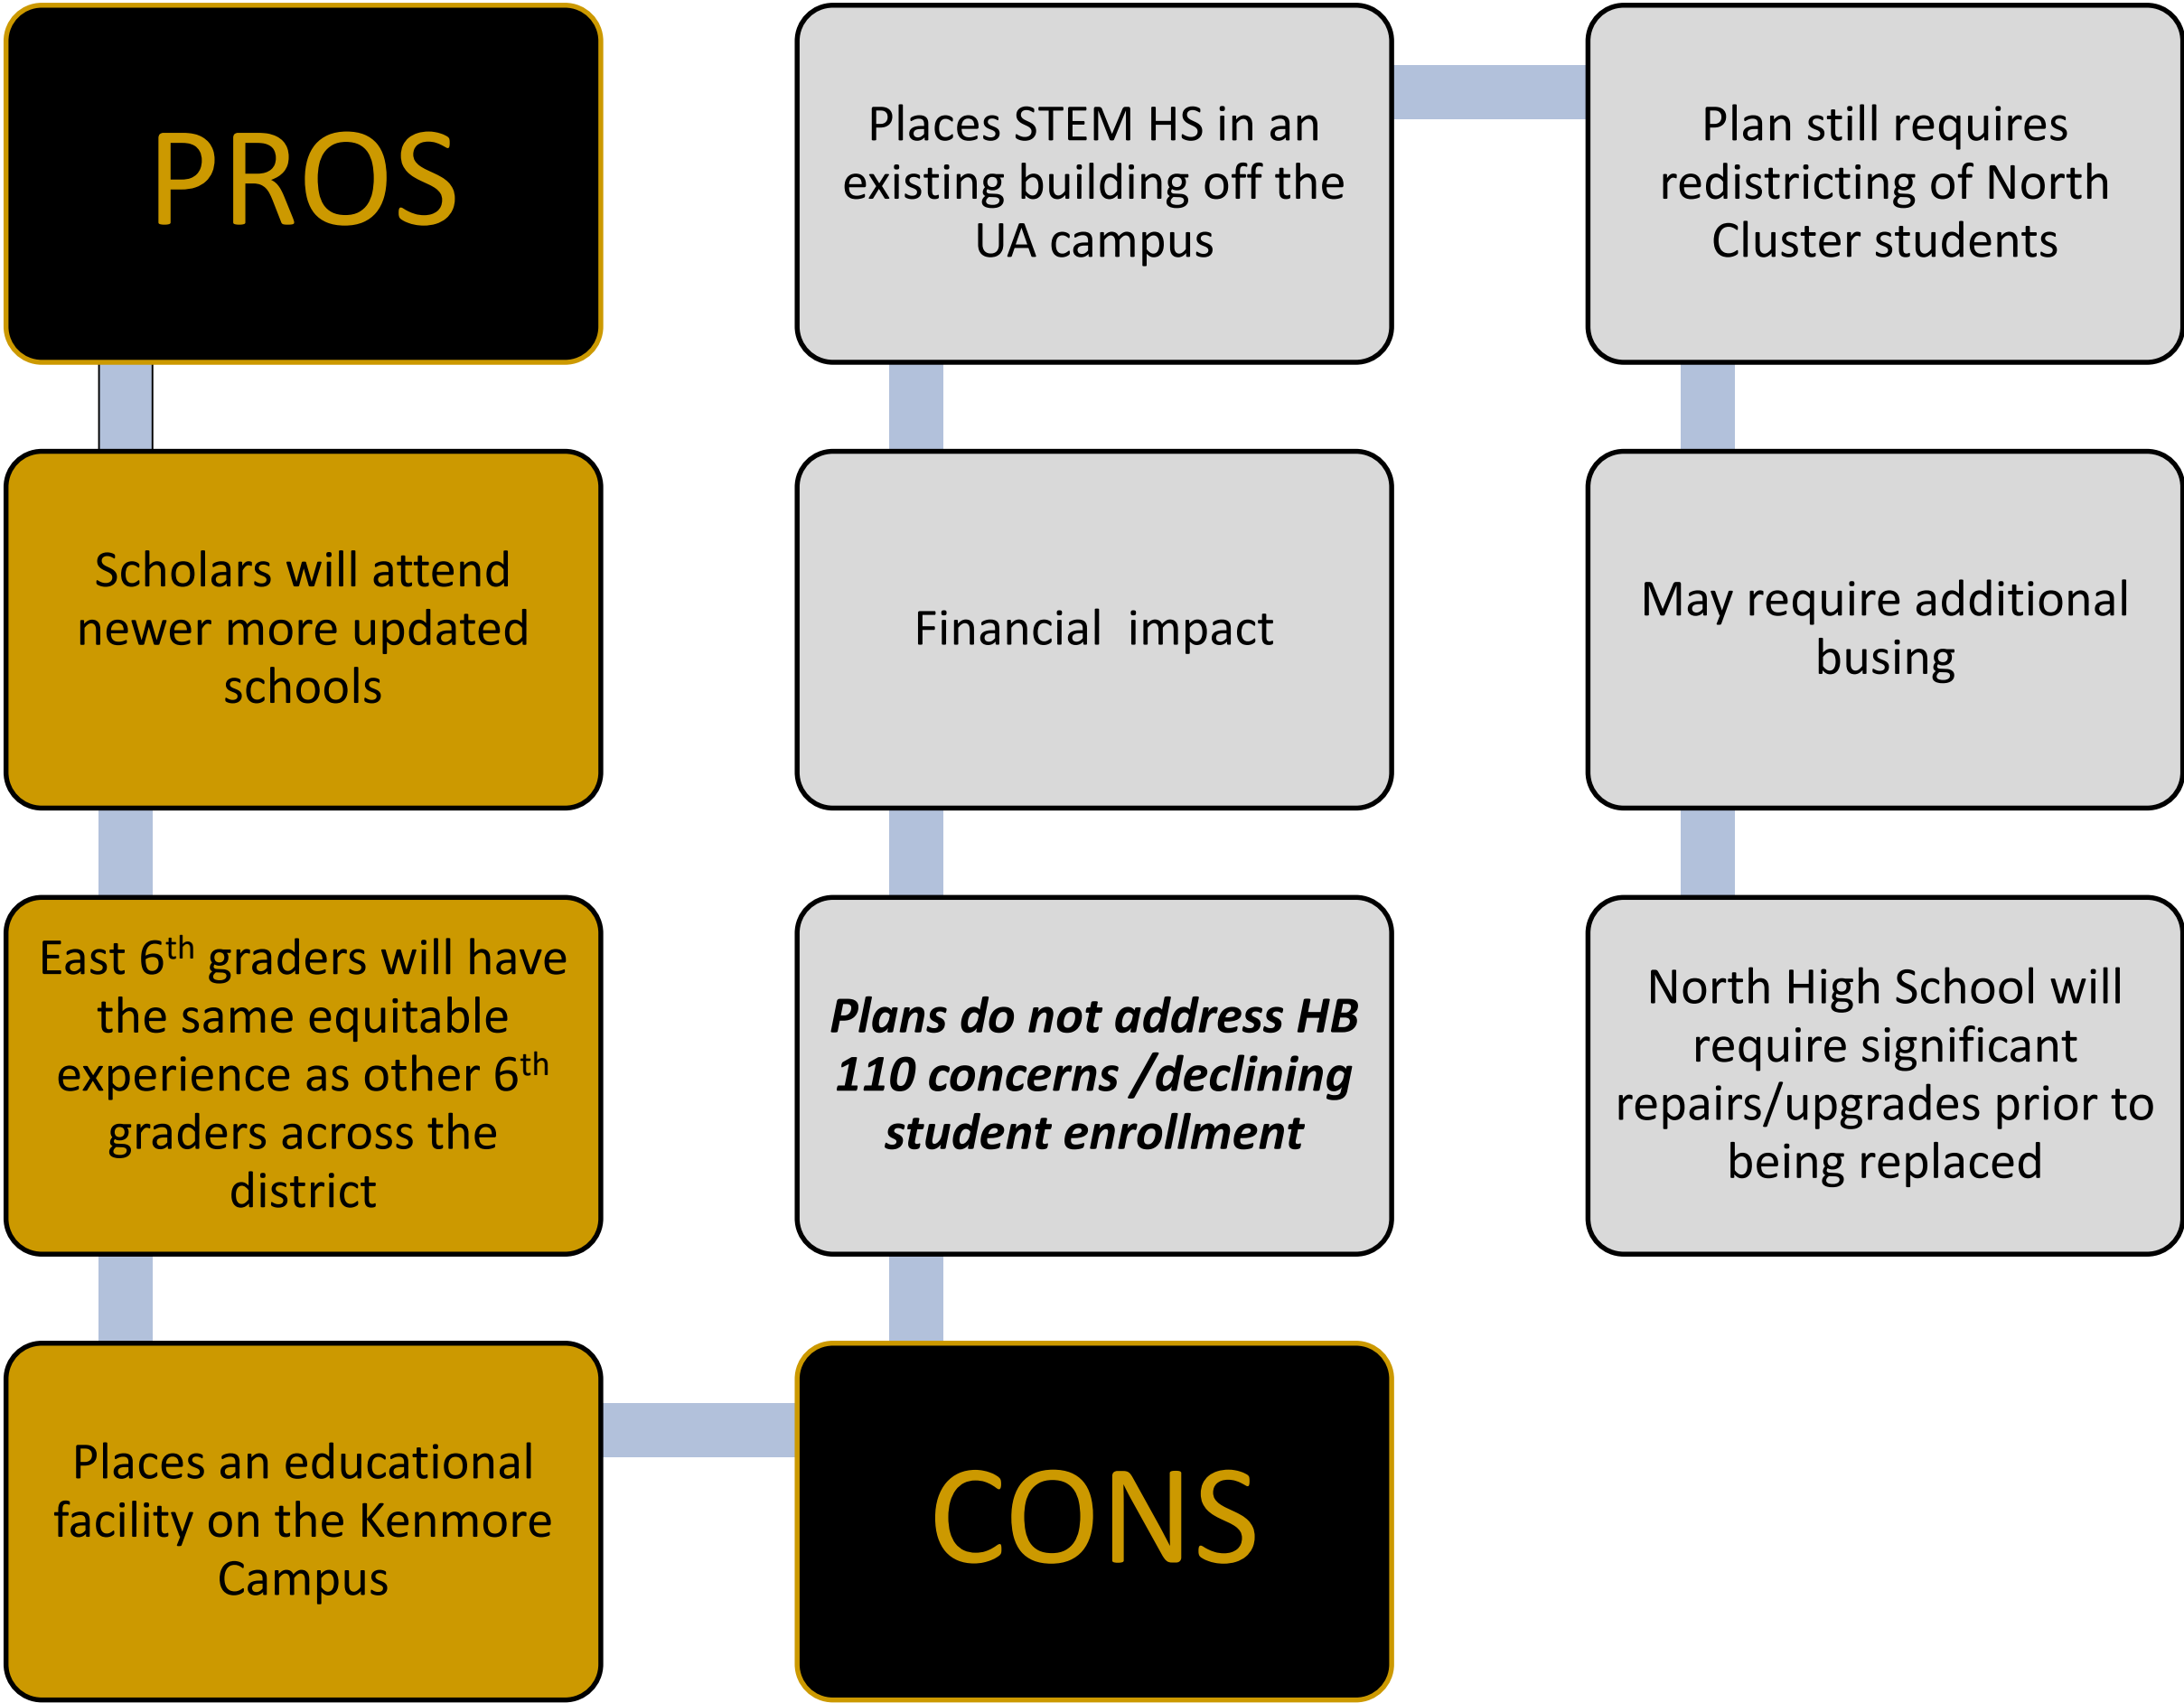 PROS
Scholars will attend
newer more updated
schools
East 6th graders will have
the same equitable
experience as other 6th
graders across the
district
Places an educational
facility on the Kenmore
Campus
CONS
Plans do not address HB
110 concerns /declining
student enrollment
Financial  impact
Places STEM HS in an
existing building off the
UA campus
Plan still requires
redistricting of North
Cluster students
May require additional
busing
North High School will
require significant
repairs/upgrades prior to
being replaced